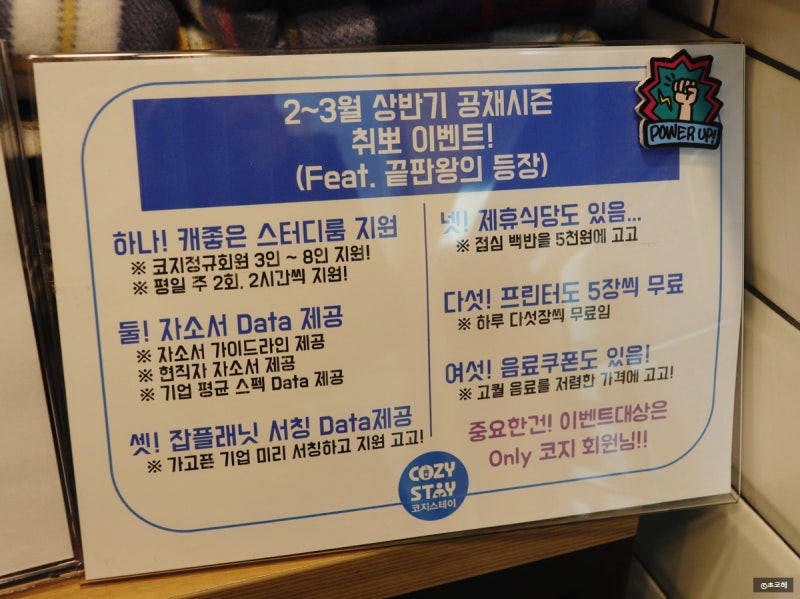 2~3월 상반기 공채시즌
취뽀 이벤트!
(Feat. 끝판왕의 등장)
POWER UP!
하나! 캐좋은 스터디룸 지원
※ 코지정규회원 3인 ~ 8인 지원!
※ 평일 주 2회, 2시간씩 지원!
둘! 자소서 Data 제공
※ 자소서 가이드라인 제공
※ 현직자 자소서 제공
※ 기업 평균 스펙 Data 제공
셋! 잡플래닛 서칭 Data제공
※ 가고픈 기업 미리 서칭하고 지원 고고!
넷! 제휴식당도 있음...
※ 점심 백반을 5천원에 고고
다섯! 프린터도 5장씩 무료
※ 하루 다섯장씩 무료임
여섯! 음료쿠폰도 있음!
※ 고퀄 음료를 저렴한 가격에 고고!
중요한건! 이벤트대상은
Only 코지 회원님!!
COZY
STAY
코지스테이
©초코혜